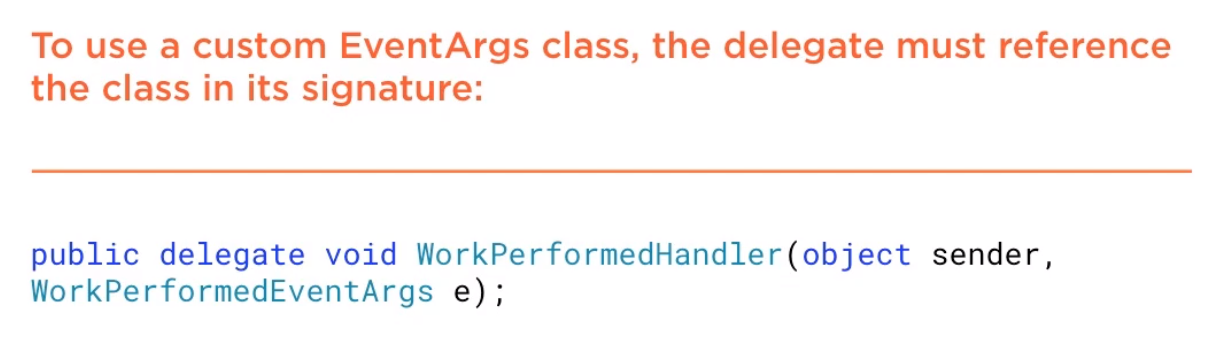 To use a custom EventArgs class, the delegate must reference
the class in its signature:
public delegate void WorkPerformedHandler(object sender,
WorkPerformedEventArgs e);